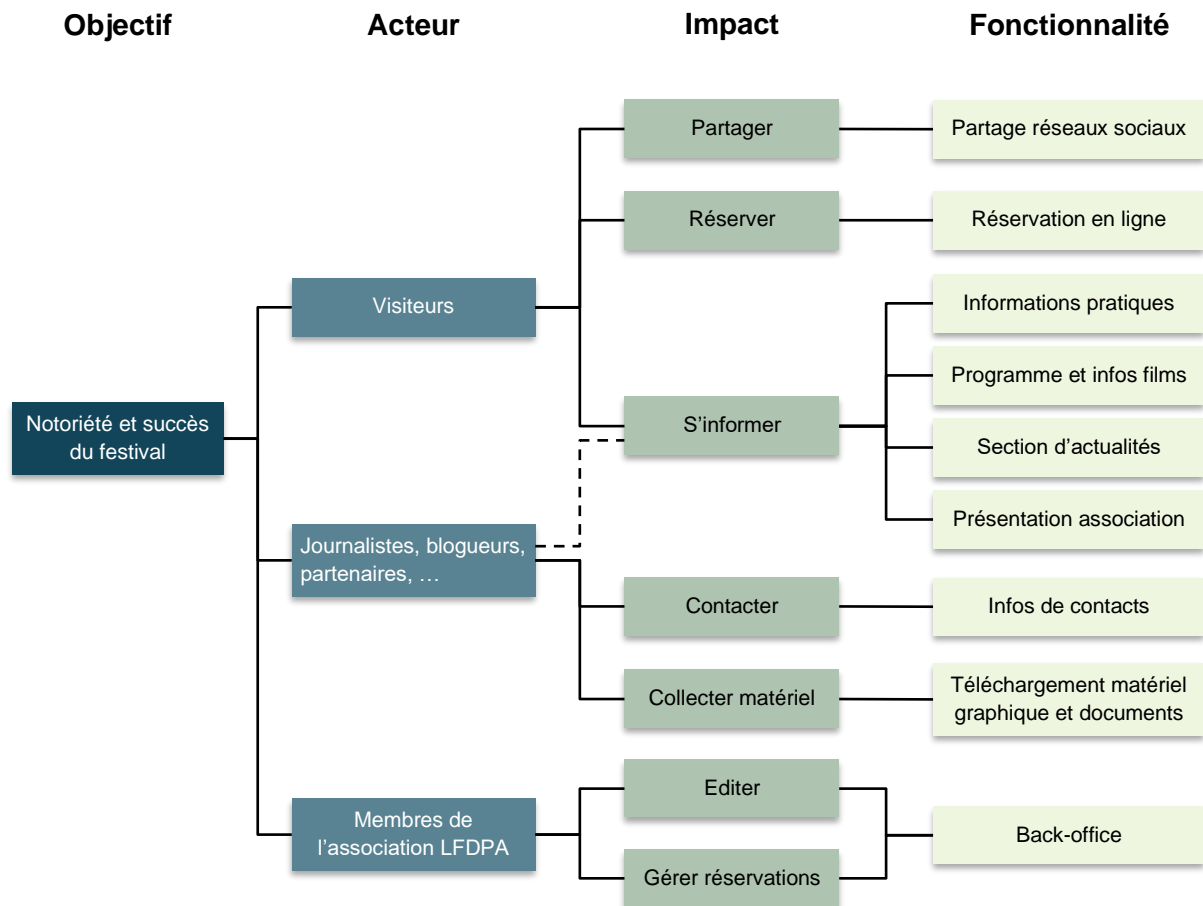 Objectif
Acteur
Impact
Fonctionnalité
Partager
Partage réseaux sociaux
Réserver
Réservation en ligne
Visiteurs
Informations pratiques
Programme et infos films
Notoriété et succès
du festival
S’informer
Section d’actualités
Présentation association
Journalistes, blogueurs,
partenaires, …
Contacter
Infos de contacts
Collecter matériel
Téléchargement matériel
graphique et documents
Membres de
l’association LFDPA
Editer
Gérer réservations
Back-office